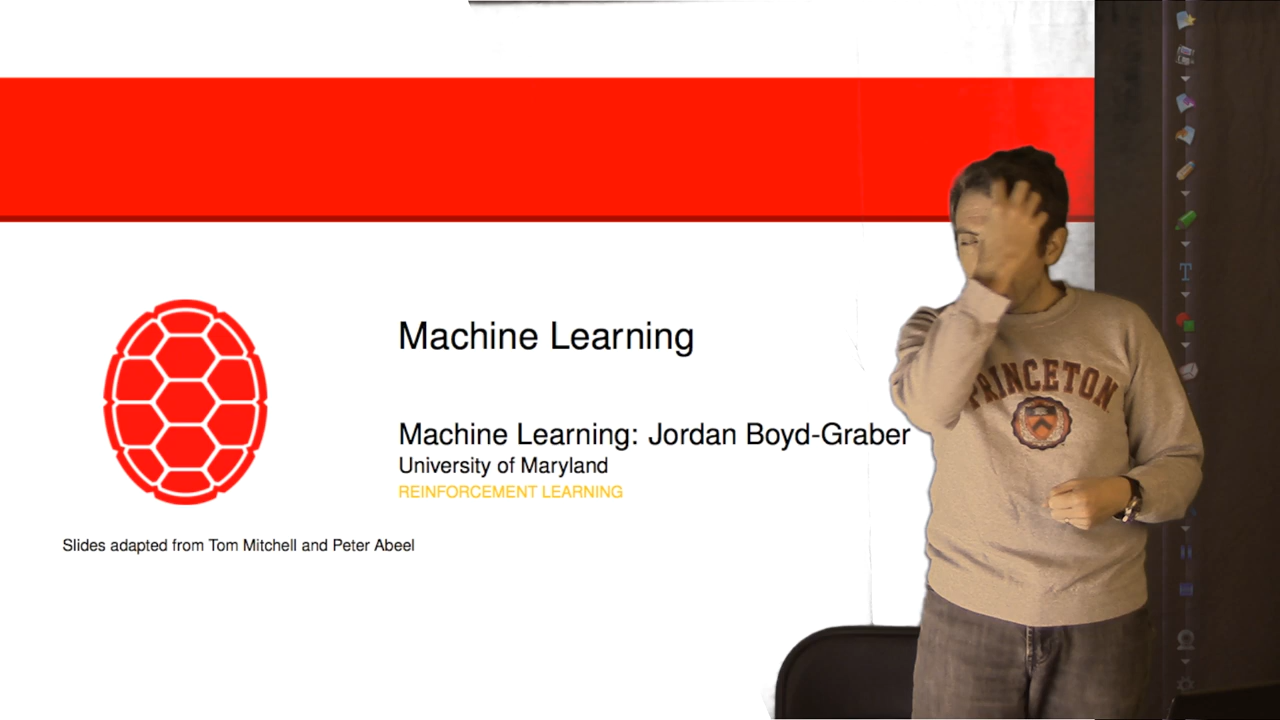 Machine Learning
Machine Learning: Jordan Boyd-Graber
University of Maryland
REINFORCEMENT LEARNING
Slides adapted from Tom Mitchell and Peter Abeel
PRINCETON
T